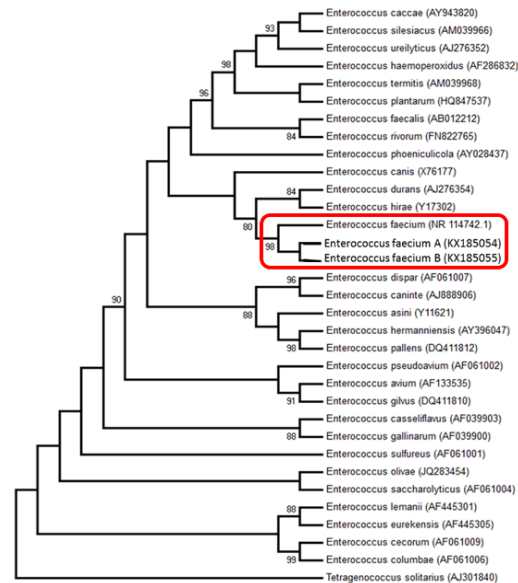 Enterococcus caccae (AY943820)
93
Enterococcus silesiacus (AM039966)
Enterococcus ureilyticus (AJ276352)
98
Enterococcus haemoperoxidus (AF286832)
Enterococcus termitis (AM039968)
96
Enterococcus plantarum (HQ847537)
Enterococcus faecalis (AB012212)
84
Enterococcus rivorum (FN822765)
Enterococcus phoeniculicola (AY028437)
Enterococcus canis (X76177)
84
Enterococcus durans (AJ276354)
Enterococcus hirae (Y17302)
80
Enterococcus faecium (NR 114742.1)
98
Enterococcus faecium A (KX185054)
Enterococcus faecium B (KX185055)
96
Enterococcus dispar (AF061007)
Enterococcus caninte (AJ888906)
90
88
Enterococcus asini (Y11621)
Enterococcus hermanniensis (AY396047)
98
Enterococcus pallens (DQ411812)
Enterococcus pseudoavium (AF061002)
Enterococcus avium (AF133535)
91
Enterococcus gilvus (DQ411810)
Enterococcus casseliflavus (AF039903)
88
Enterococcus gallinarum (AF039900)
Enterococcus sulfureus (AF061001)
Enterococcus olivae (JQ283454)
Enterococcus saccharolyticus (AF061004)
88
Enterococcus lemanii (AF445301)
Enterococcus eurekensis (AF445305)
Enterococcus cecorum (AF061009)
99
Enterococcus columbae (AF061006)
Tetragenococcus solitarius (AJ301840)